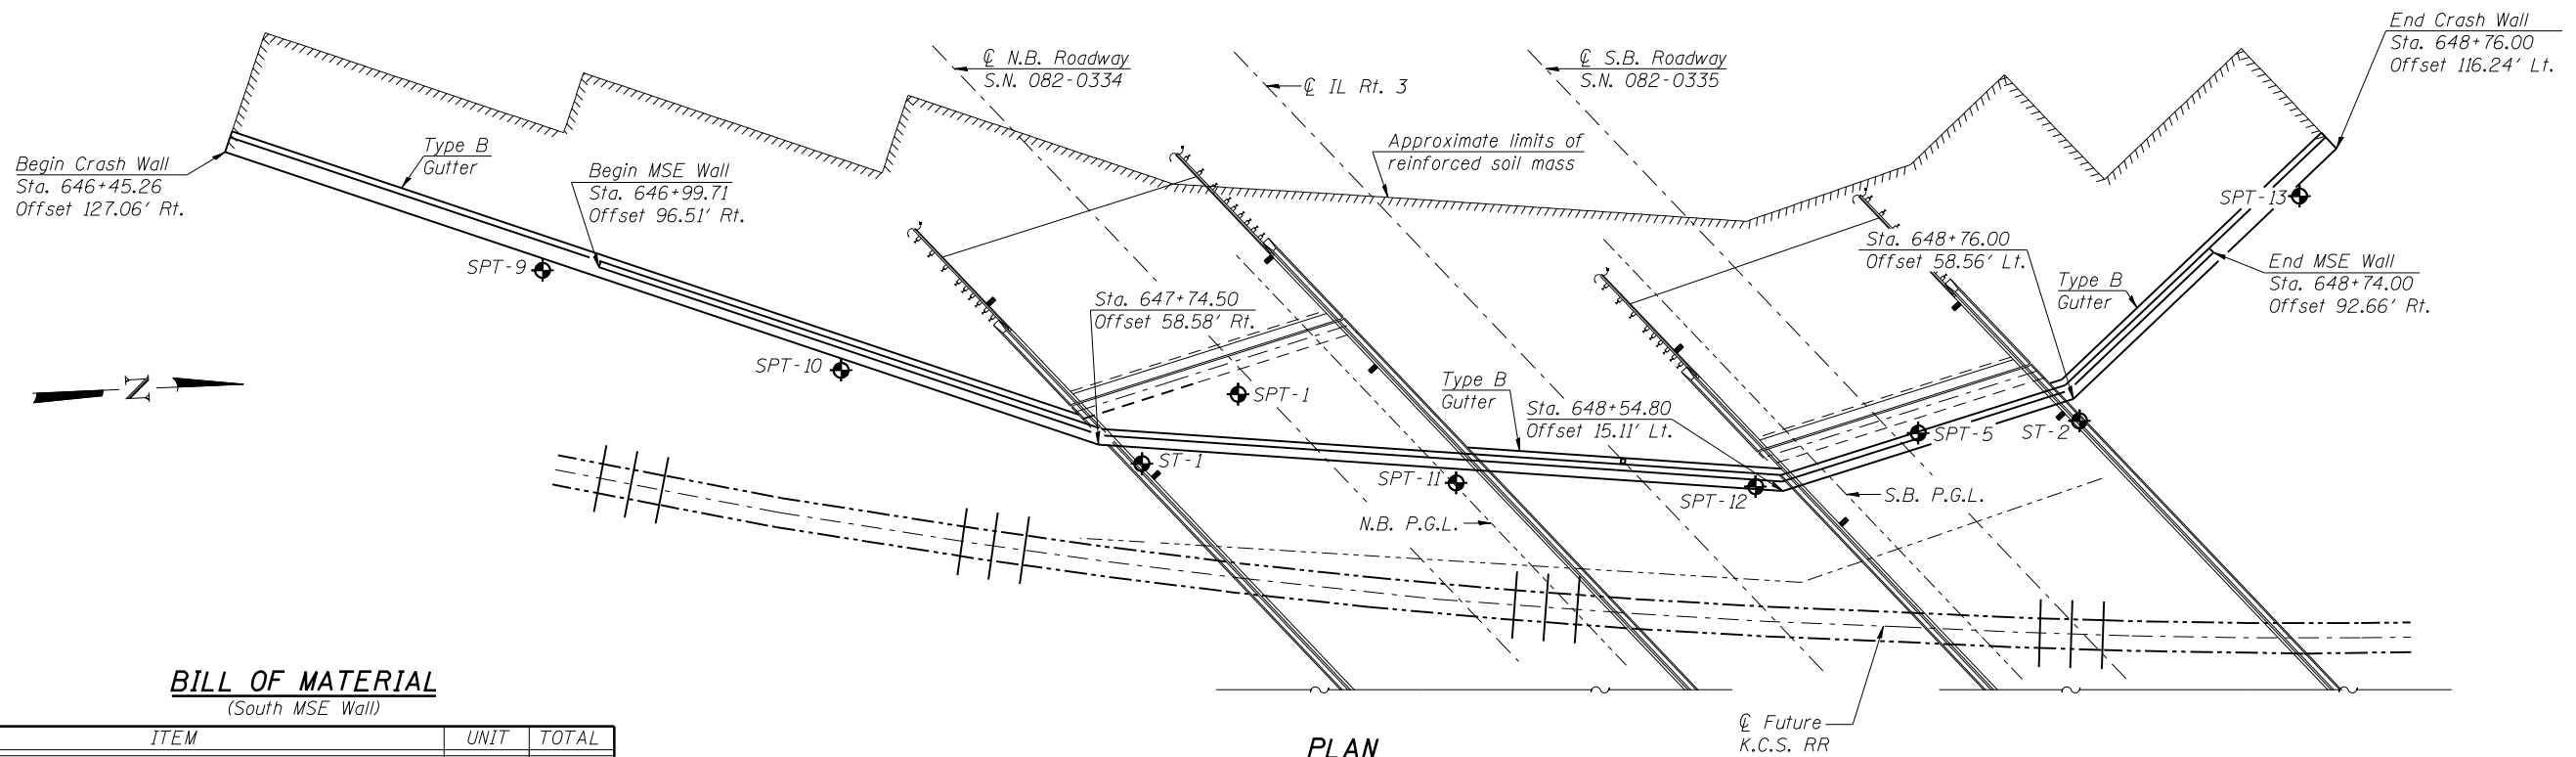 End Crash Wall
Sta. 648+76.00
Offset 116.24' Lt.
℄ N.B. Roadway
S.N. 082-0334
℄ IL Rt. 3
℄ S.B. Roadway
S.N. 082-0335
Approximate limits of
reinforced soil mass
Type B
Gutter
Begin Crash Wall
Sta. 646+45.26
Offset 127.06' Rt.
Begin MSE Wall
Sta. 646+99.71
Offset 96.51' Rt.
SPT-13
Sta. 648+76.00
Offset 58.56' Lt.
SPT-9
End MSE Wall
Sta. 648+74.00
Offset 92.66' Rt.
Type B
Gutter
Sta. 647+74.50
Offset 58.58' Rt.
SPT-10
N
SPT-1
Type B
Gutter
Sta. 648+54.80
Offset 15.11' Lt.
SPT-5
ST-2
ST-1
SPT-11
SPT-12
S.B. P.G.L.
N.B. P.G.L.
BILL OF MATERIAL
(South MSE Wall)
ITEM UNIT TOTAL
℄ Future
K.C.S. RR
PLAN